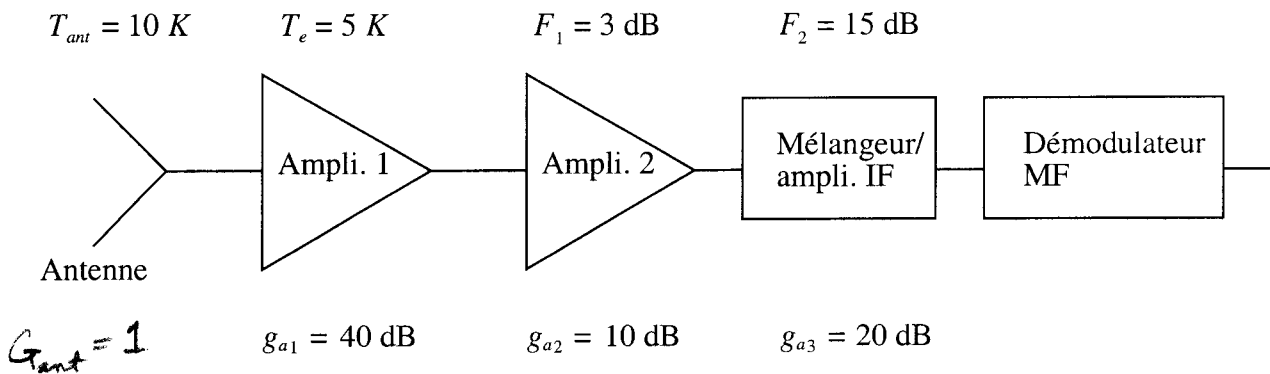 T_ant = 10 K
T_e = 5 K
F_1 = 3 dB
F_2 = 15 dB
Ampli. 1
Ampli. 2
Mélangeur/
ampli. IF
Démodulateur
MF
Antenne
G_ant = 1
g_a1 = 40 dB
g_a2 = 10 dB
g_a3 = 20 dB